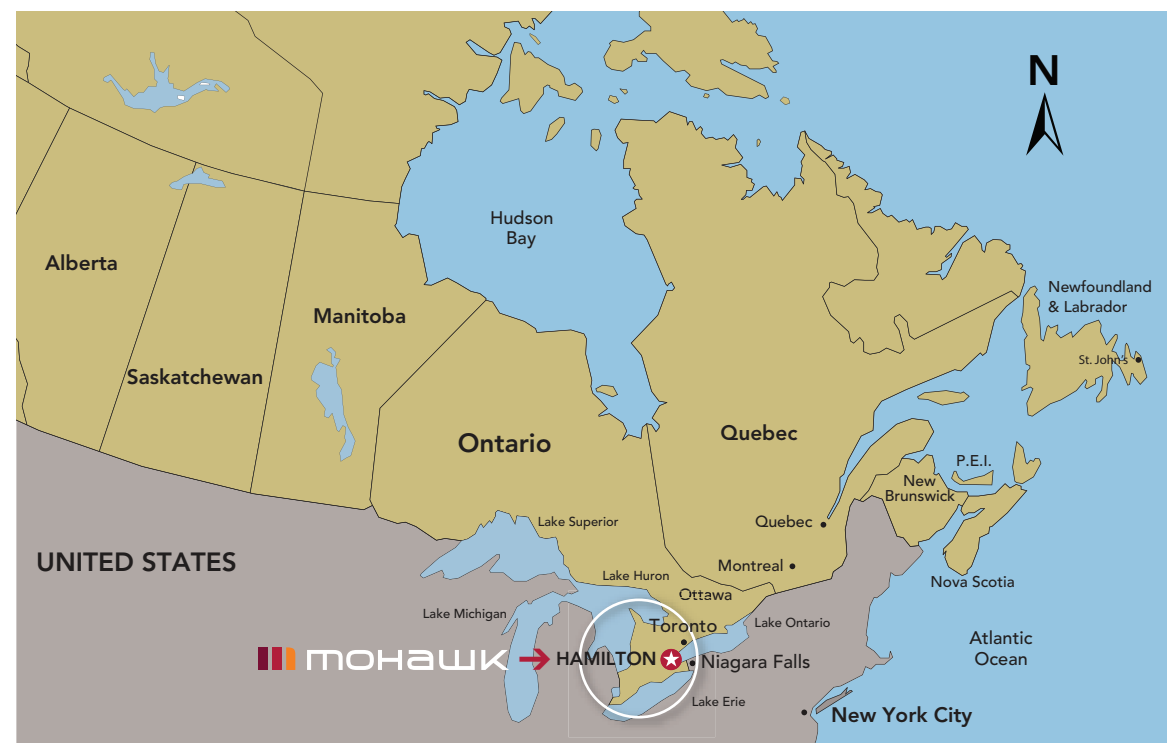 N
Hudson
Bay
Alberta
Newfoundland
& Labrador
Manitoba
St. John's
Saskatchewan
Ontario
Quebec
P.E.I.
New
Brunswick
Lake Superior
Quebec
UNITED STATES
Montreal
Lake Huron
Nova Scotia
Ottawa
Lake Michigan
Toronto
Lake Ontario
Atlantic
Ocean
mohawk
HAMILTON
Niagara Falls
Lake Erie
New York City